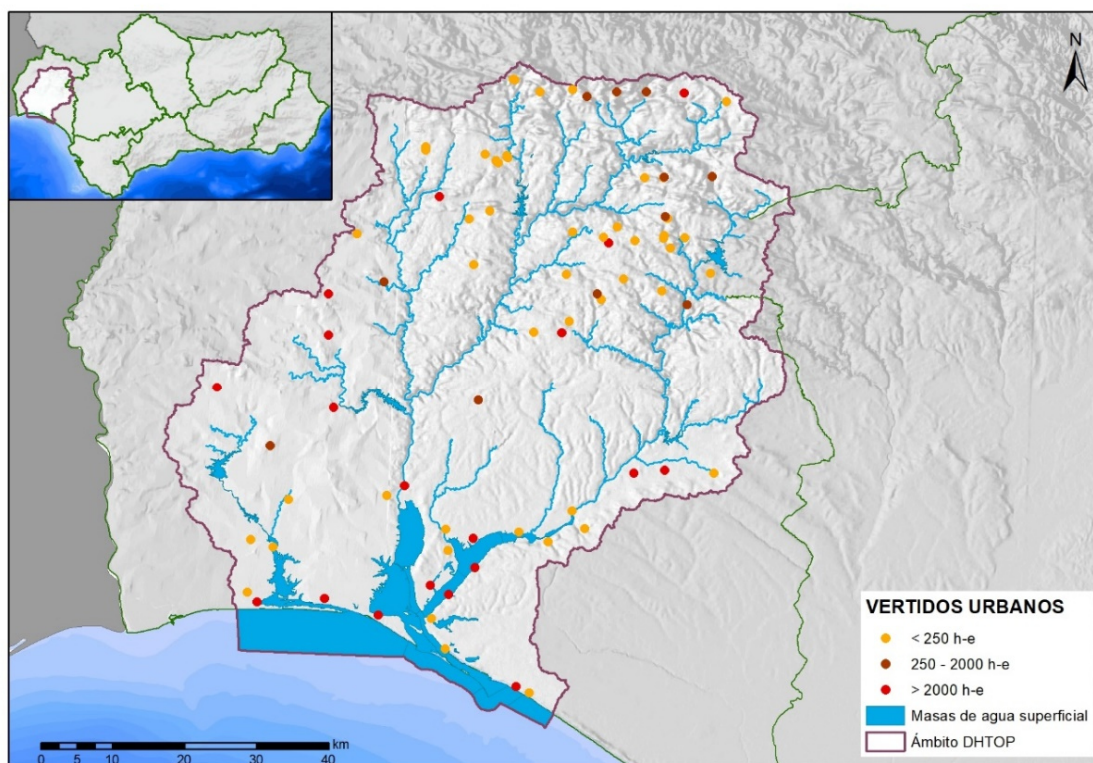 N
VERTIDOS URBANOS
< 250 h-e
250 - 2000 h-e
> 2000 h-e
Masas de agua superficial
Ámbito DHTOP
km
0 5 10 20 30 40